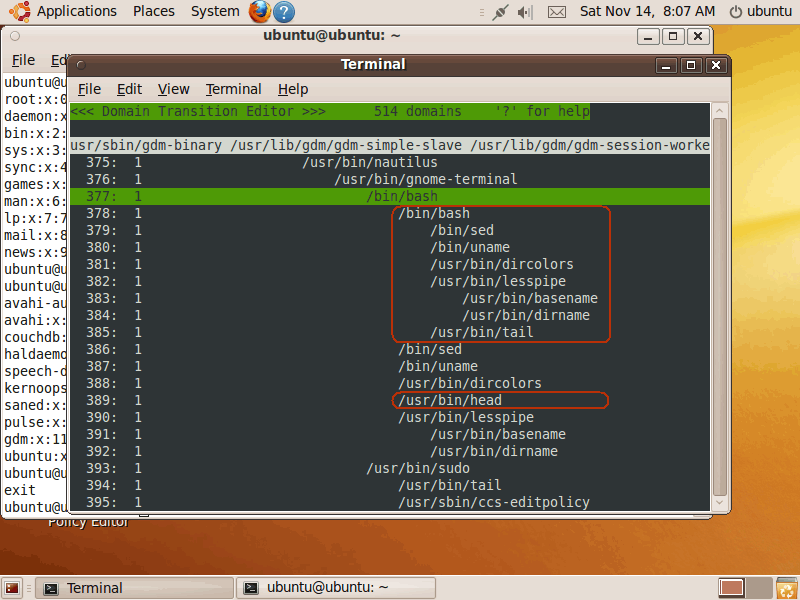 Applications Places System ? Sat Nov 14, 8:07 AM ubuntu
ubuntu@ubuntu: ~
File Ed
Terminal
File Edit View Terminal Help
ubuntu@u
root:x:0
daemon:x
bin:x:2:
sys:x:3:
sync:x:4
games:x:
man:x:6:
lp:x:7:7
mail:x:8
news:x:9
ubuntu@u
ubuntu@u
avahi-au
avahi:x:
couchdb:
haldaemo
speech-d
kernoops
saned:x:
pulse:x:
gdm:x:11
ubuntu:x
ubuntu@u
exit
ubuntu@u
<<< Domain Transition Editor >>> 514 domains '?' for help
usr/sbin/gdm-binary /usr/lib/gdm/gdm-simple-slave /usr/lib/gdm/gdm-session-worke
375: 1 /usr/bin/nautilus
376: 1 /usr/bin/gnome-terminal
377: 1 /bin/bash
378: 1 /bin/bash
379: 1 /bin/sed
380: 1 /bin/uname
381: 1 /usr/bin/dircolors
382: 1 /usr/bin/lesspipe
383: 1 /usr/bin/basename
384: 1 /usr/bin/dirname
385: 1 /usr/bin/tail
386: 1 /bin/sed
387: 1 /bin/uname
388: 1 /usr/bin/dircolors
389: 1 /usr/bin/head
390: 1 /usr/bin/lesspipe
391: 1 /usr/bin/basename
392: 1 /usr/bin/dirname
393: 1 /usr/bin/sudo
394: 1 /usr/bin/tail
395: 1 /usr/sbin/ccs-editpolicy
Policy Editor
Terminal
ubuntu@ubuntu: ~